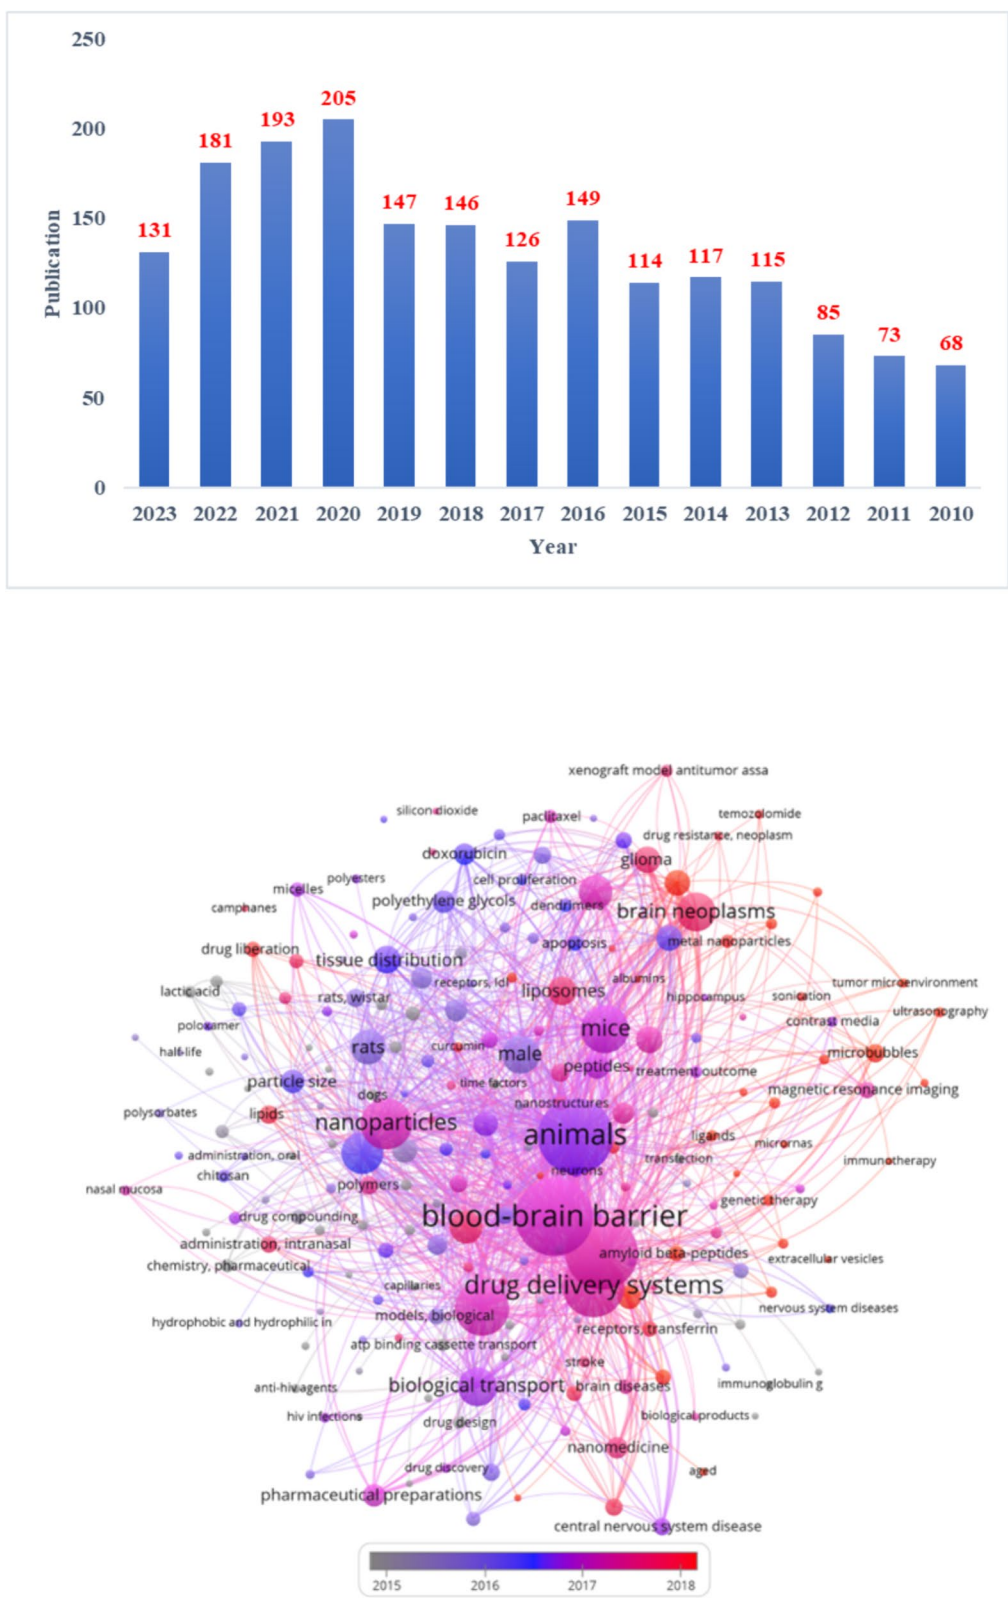 250
200
150
100
50
0
Publication
131
181
193
205
147
146
126
149
114
117
115
85
73
68
2023 2022 2021 2020 2019 2018 2017 2016 2015 2014 2013 2012 2011 2010
Year
xenograft model antitumor assa
silicon dioxide
paclitaxel
temozolomide
drug resistance, neoplasm
doxorubicin
glioma
polyesters
cell proliferation
micelles
polyethylene glycols
dendrimers
camphanes
brain neoplasms
drug liberation
apoptosis
metal nanoparticles
tissue distribution
receptors, ldl
albumins
tumor microenvironment
lactic acid
rats, wistar
liposomes
hippocampus
sonication
ultrasonography
poloxamer
mice
contrast media
half-life
rats
curcumin
male
microbubbles
peptides
treatment outcome
particle size
time factors
magnetic resonance imaging
dogs
nanostructures
polysorbates
lipids
nanoparticles
animals
ligands
micrornas
administration, oral
neurons
transfection
immunotherapy
chitosan
polymers
nasal mucosa
genetic therapy
drug compounding
blood-brain barrier
administration, intranasal
amyloid beta-peptides
extracellular vesicles
chemistry, pharmaceutical
capillaries
drug delivery systems
nervous system diseases
hydrophobic and hydrophilic in
models, biological
receptors, transferrin
atp binding cassette transport
stroke
anti-hiv agents
biological transport
brain diseases
immunoglobulin g
hiv infections
drug design
biological products
nanomedicine
drug discovery
aged
pharmaceutical preparations
central nervous system disease
2015 2016 2017 2018